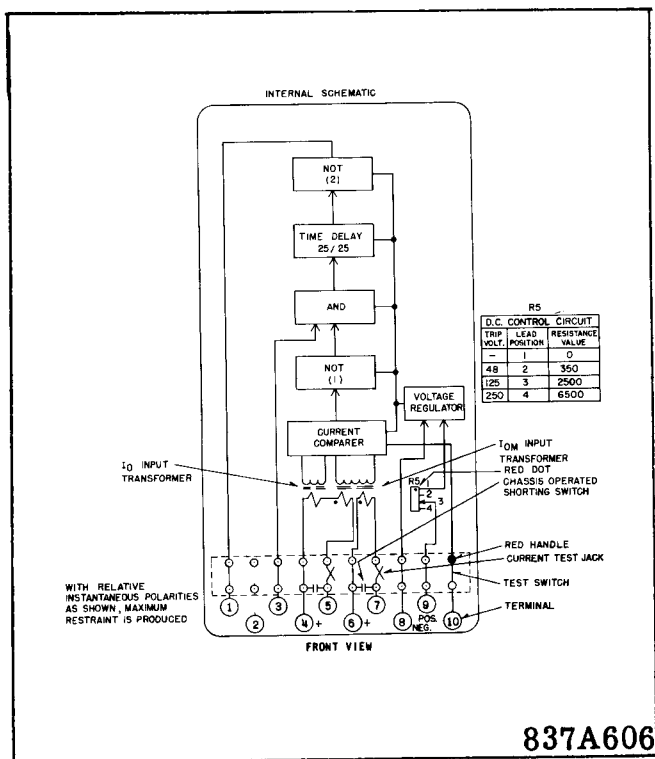 INTERNAL SCHEMATIC
NOT
(2)
TIME DELAY
25/25
AND
NOT
(1)
CURRENT
COMPARER
VOLTAGE
REGULATOR
R5
D.C. CONTROL CIRCUIT
TRIP VOLT. LEAD POSITION RESISTANCE VALUE
- 1 0
48 2 350
125 3 2500
250 4 6500
IO INPUT
TRANSFORMER
IOM INPUT
TRANSFORMER
RED DOT
CHASSIS OPERATED
SHORTING SWITCH
R5
1
2
3
4
RED HANDLE
CURRENT TEST JACK
TEST SWITCH
TERMINAL
WITH RELATIVE
INSTANTANEOUS POLARITIES
AS SHOWN, MAXIMUM
RESTRAINT IS PRODUCED
1 2 3 4 + 5 6 + 7 8 NEG. 9 POS. 10
FRONT VIEW
837A606